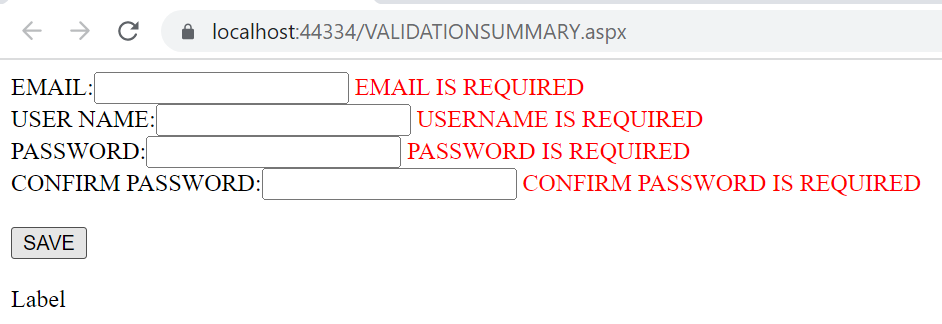 localhost:44334/VALIDATIONSUMMARY.aspx
EMAIL: EMAIL IS REQUIRED
USER NAME: USERNAME IS REQUIRED
PASSWORD: PASSWORD IS REQUIRED
CONFIRM PASSWORD: CONFIRM PASSWORD IS REQUIRED
SAVE
Label